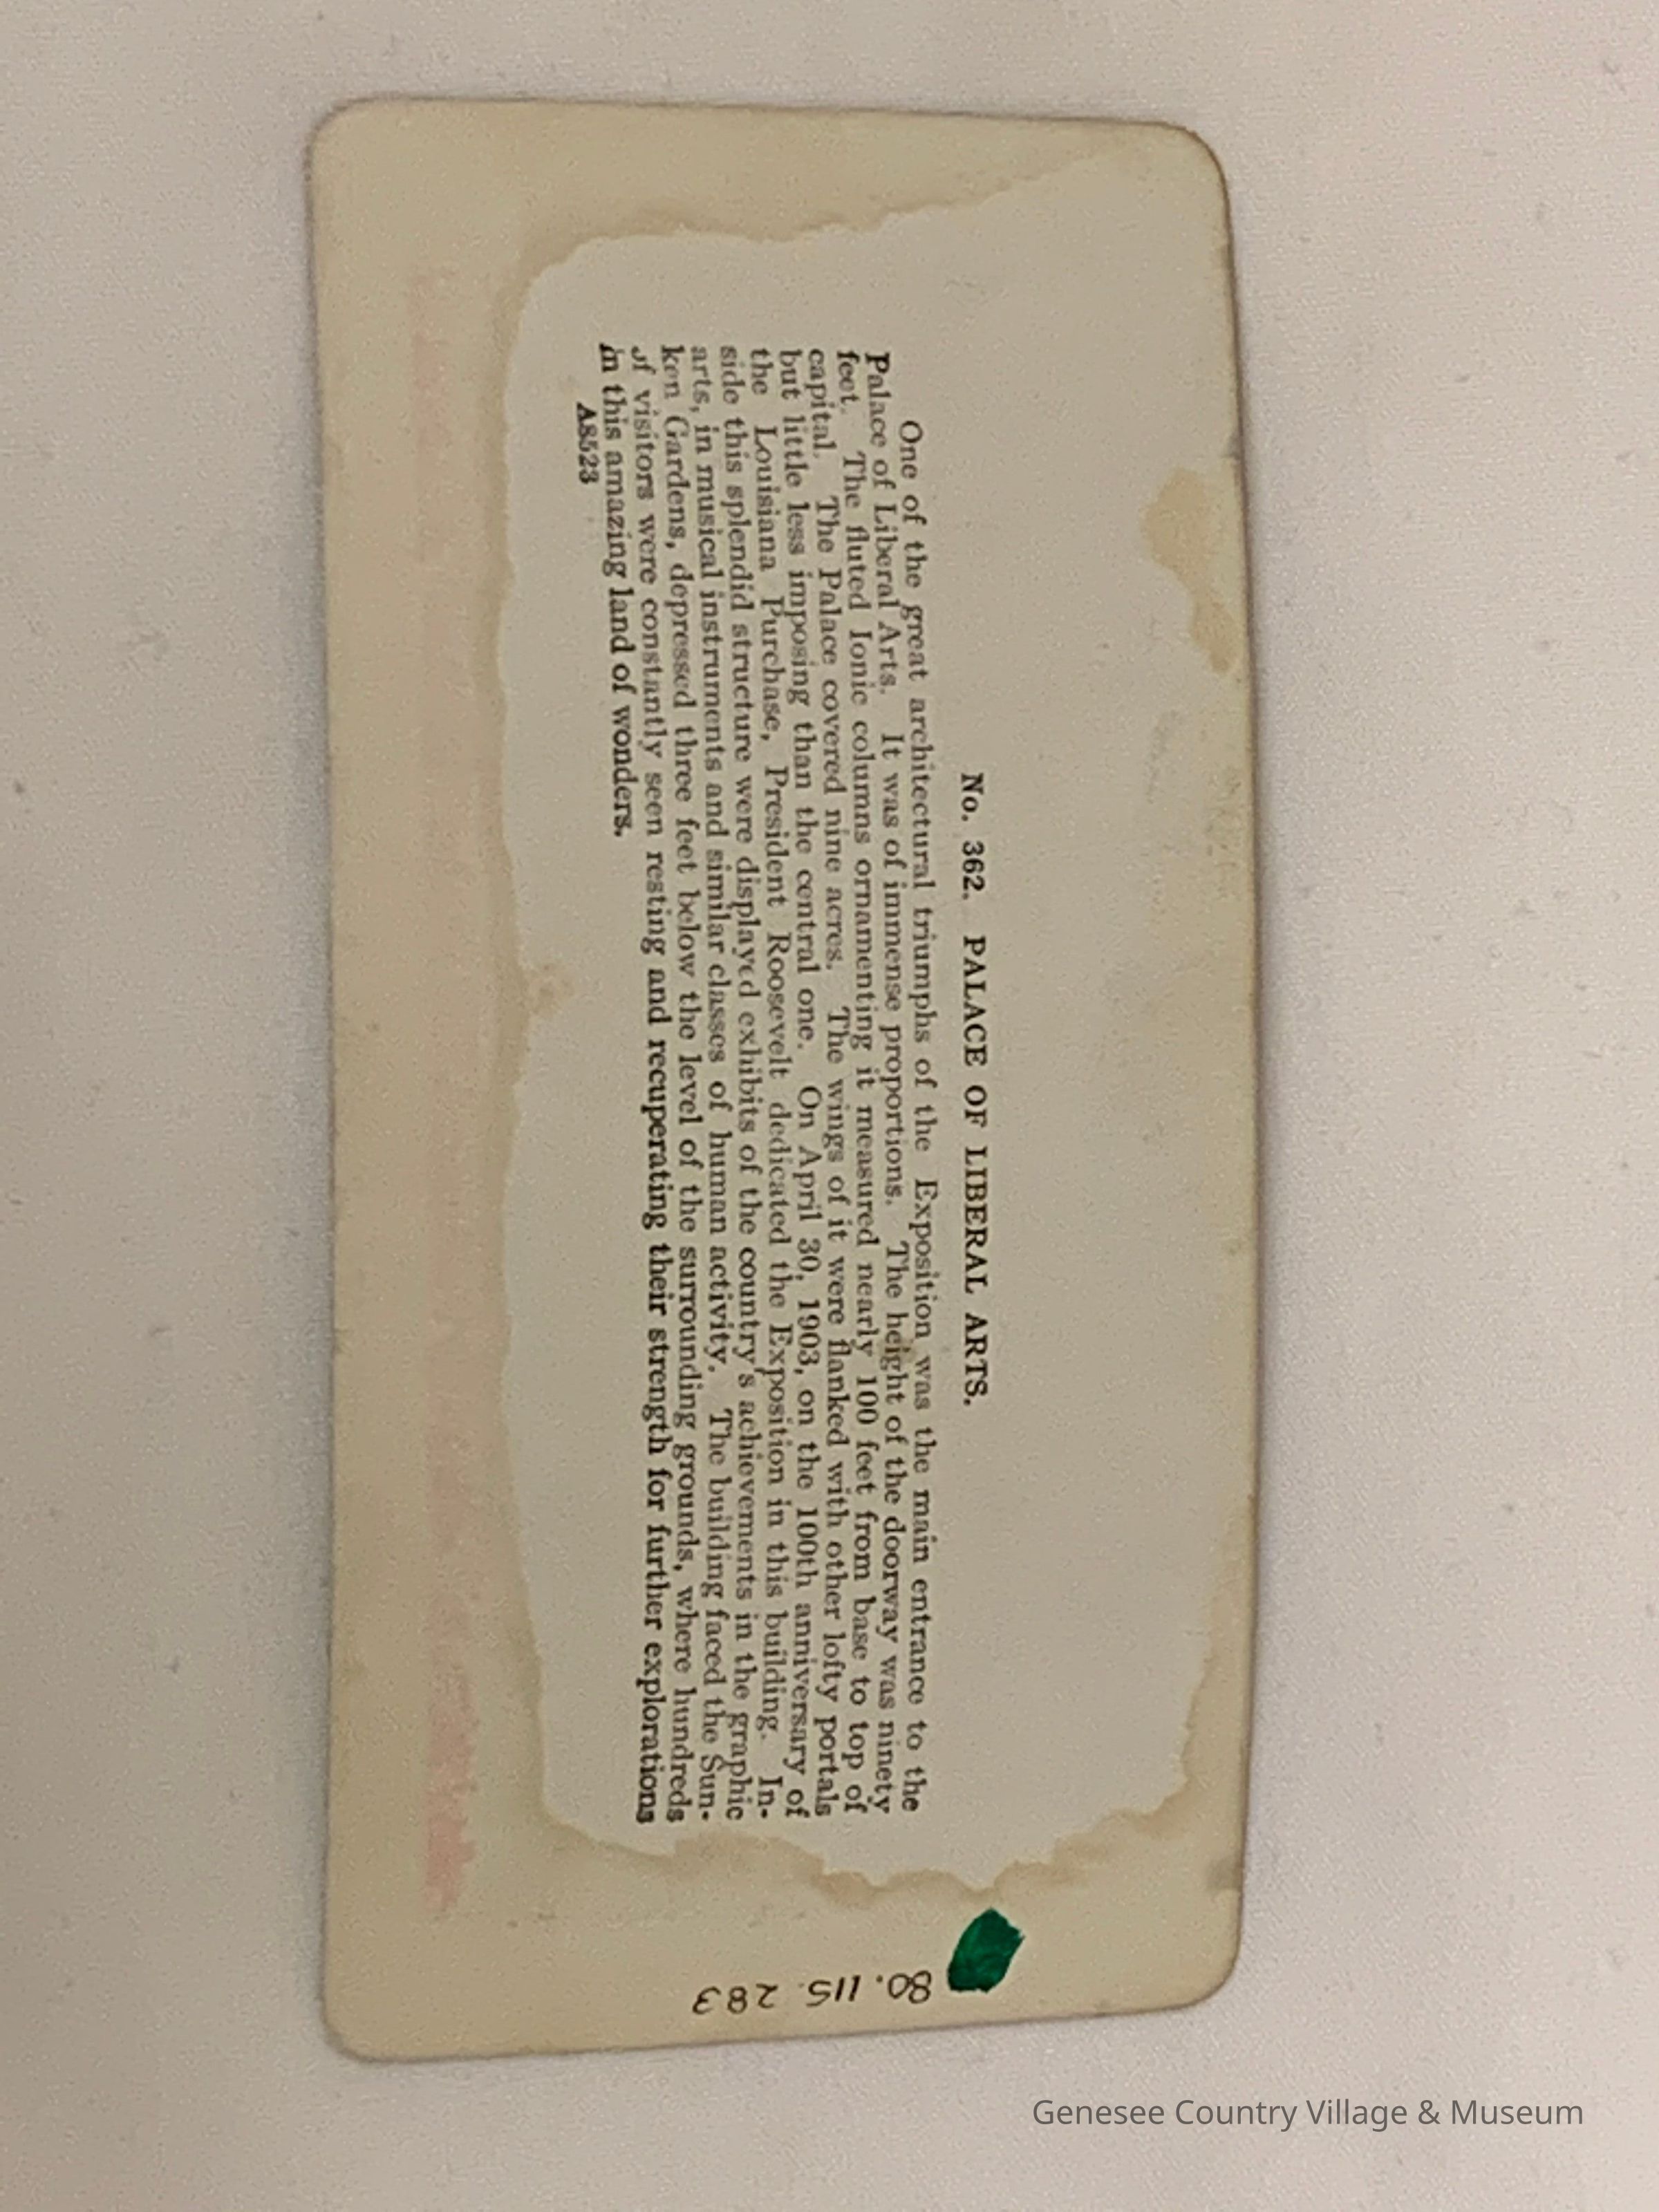 No. 362. PALACE OF LIBERAL ARTS.
One of the great architectural triumphs of the Exposition was the main entrance to the
Palace of Liberal Arts. It was of immense proportions. The height of the doorway was ninety
feet. The fluted Ionic columns ornamenting it measured nearly 100 feet from base to top of
capital. The Palace covered nine acres. The wings of it were flanked with other lofty portals
but little less imposing than the central one. On April 30, 1903, on the 100th anniversary of
the Louisiana Purchase, President Roosevelt dedicated the Exposition in this building. In-
side this splendid structure were displayed exhibits of the country's achievements in the graphic
arts, in musical instruments and similar classes of human activity. The building faced the Sun-
ken Gardens, depressed three feet below the level of the surrounding grounds, where hundreds
of visitors were constantly seen resting and recuperating their strength for further explorations
in this amazing land of wonders.
A8523
80.115.283
Genesee Country Village & Museum